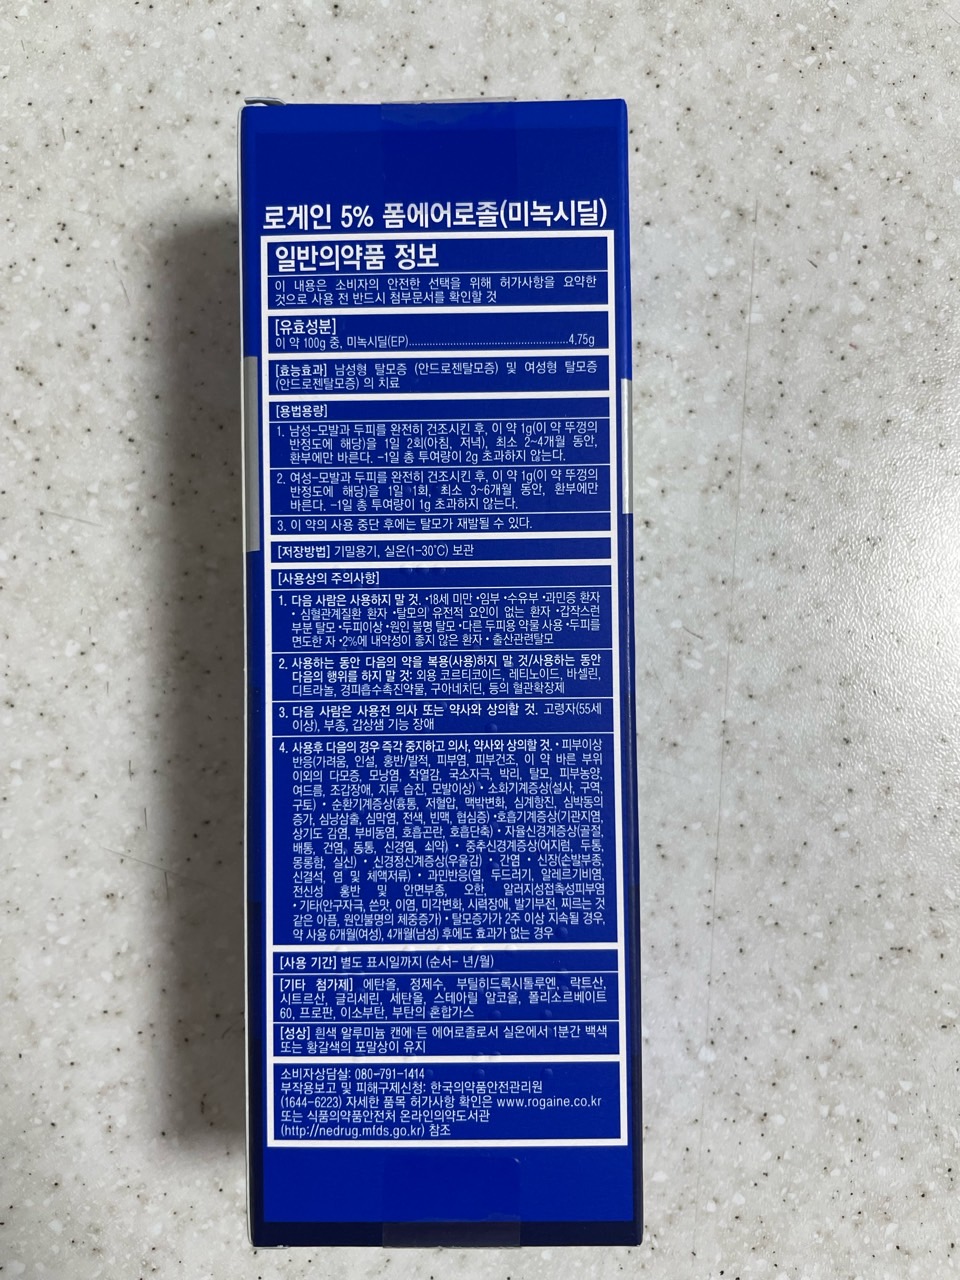 로게인 5% 폼에어로졸(미녹시딜)
일반의약품 정보
이 내용은 소비자의 안전한 선택을 위해 허가사항을 요약한
것으로 사용 전 반드시 첨부문서를 확인할 것
[유효성분]
이 약 100g 중, 미녹시딜(EP)..........................................4.75g
[효능효과] 남성형 탈모증 (안드로젠탈모증) 및 여성형 탈모증
(안드로젠탈모증) 의 치료
[용법용량]
1. 남성-모발과 두피를 완전히 건조시킨 후, 이 약 1g(이 약 뚜껑의
반정도에 해당)을 1일 2회(아침, 저녁), 최소 2~4개월 동안,
환부에만 바른다. -1일 총 투여량이 2g 초과하지 않는다.
2. 여성-모발과 두피를 완전히 건조시킨 후, 이 약 1g(이 약 뚜껑의
반정도에 해당)을 1일 1회, 최소 3~6개월 동안, 환부에만
바른다. -1일 총 투여량이 1g 초과하지 않는다.
3. 이 약의 사용 중단 후에는 탈모가 재발될 수 있다.
[저장방법] 기밀용기, 실온(1-30℃) 보관
[사용상의 주의사항]
1. 다음 사람은 사용하지 말 것. •18세 미만 •임부 •수유부 •과민증 환자
• 심혈관계질환 환자 •탈모의 유전적 요인이 없는 환자 •갑작스런
부분 탈모 •두피이상 •원인 불명 탈모 •다른 두피용 약물 사용 •두피를
면도한 자 •2%에 내약성이 좋지 않은 환자 • 출산관련탈모
2. 사용하는 동안 다음의 약을 복용(사용)하지 말 것/사용하는 동안
다음의 행위를 하지 말 것: 외용 코르티코이드, 레티노이드, 바셀린,
디트라놀, 경피흡수촉진약물, 구아네치딘, 등의 혈관확장제
3. 다음 사람은 사용전 의사 또는 약사와 상의할 것. 고령자(55세
이상), 부종, 갑상샘 기능 장애
4. 사용후 다음의 경우 즉각 중지하고 의사, 약사와 상의할 것. • 피부이상
반응(가려움, 인설, 홍반/발적, 피부염, 피부건조, 이 약 바른 부위
이외의 다모증, 모낭염, 작열감, 국소자극, 박리, 탈모, 피부농양,
여드름, 조갑장애, 지루 습진, 모발이상) • 소화기계증상(설사, 구역,
구토) • 순환기계증상(흉통, 저혈압, 맥박변화, 심계항진, 심박동의
증가, 심낭삼출, 심막염, 전색, 빈맥, 협심증) •호흡기계증상(기관지염,
상기도 감염, 부비동염, 호흡곤란, 호흡단축) • 자율신경계증상(골절,
배통, 건염, 동통, 신경염, 쇠약) • 중추신경계증상(어지럼, 두통,
몽롱함, 실신) • 신경정신계증상(우울감) • 간염 • 신장(손발부종,
신결석, 염 및 체액저류) • 과민반응(열, 두드러기, 알레르기비염,
전신성 홍반 및 안면부종, 오한, 알러지성접촉성피부염
• 기타(안구자극, 쓴맛, 이염, 미각변화, 시력장애, 발기부전, 찌르는 것
같은 아픔, 원인불명의 체중증가) • 탈모증가가 2주 이상 지속될 경우,
약 사용 6개월(여성), 4개월(남성) 후에도 효과가 없는 경우
[사용 기간] 별도 표시일까지 (순서- 년/월)
[기타 첨가제] 에탄올, 정제수, 부틸히드록시톨루엔, 락트산,
시트르산, 글리세린, 세탄올, 스테아릴 알코올, 폴리소르베이트
60, 프로판, 이소부탄, 부탄의 혼합가스
[성상] 흰색 알루미늄 캔에 든 에어로졸로서 실온에서 1분간 백색
또는 황갈색의 포말상이 유지
소비자상담실: 080-791-1414
부작용보고 및 피해구제신청: 한국의약품안전관리원
(1644-6223) 자세한 품목 허가사항 확인은 www.rogaine.co.kr
또는 식품의약품안전처 온라인의약도서관
(http://nedrug.mfds.go.kr) 참조